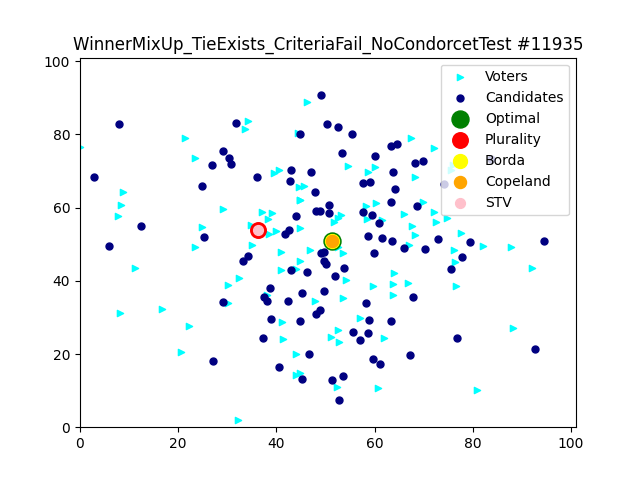 WinnerMixUp_TieExists_CriteriaFail_NoCondorcetTest #11935
100
80
60
40
20
0
0 20 40 60 80 100
Voters
Candidates
Optimal
Plurality
Borda
Copeland
STV